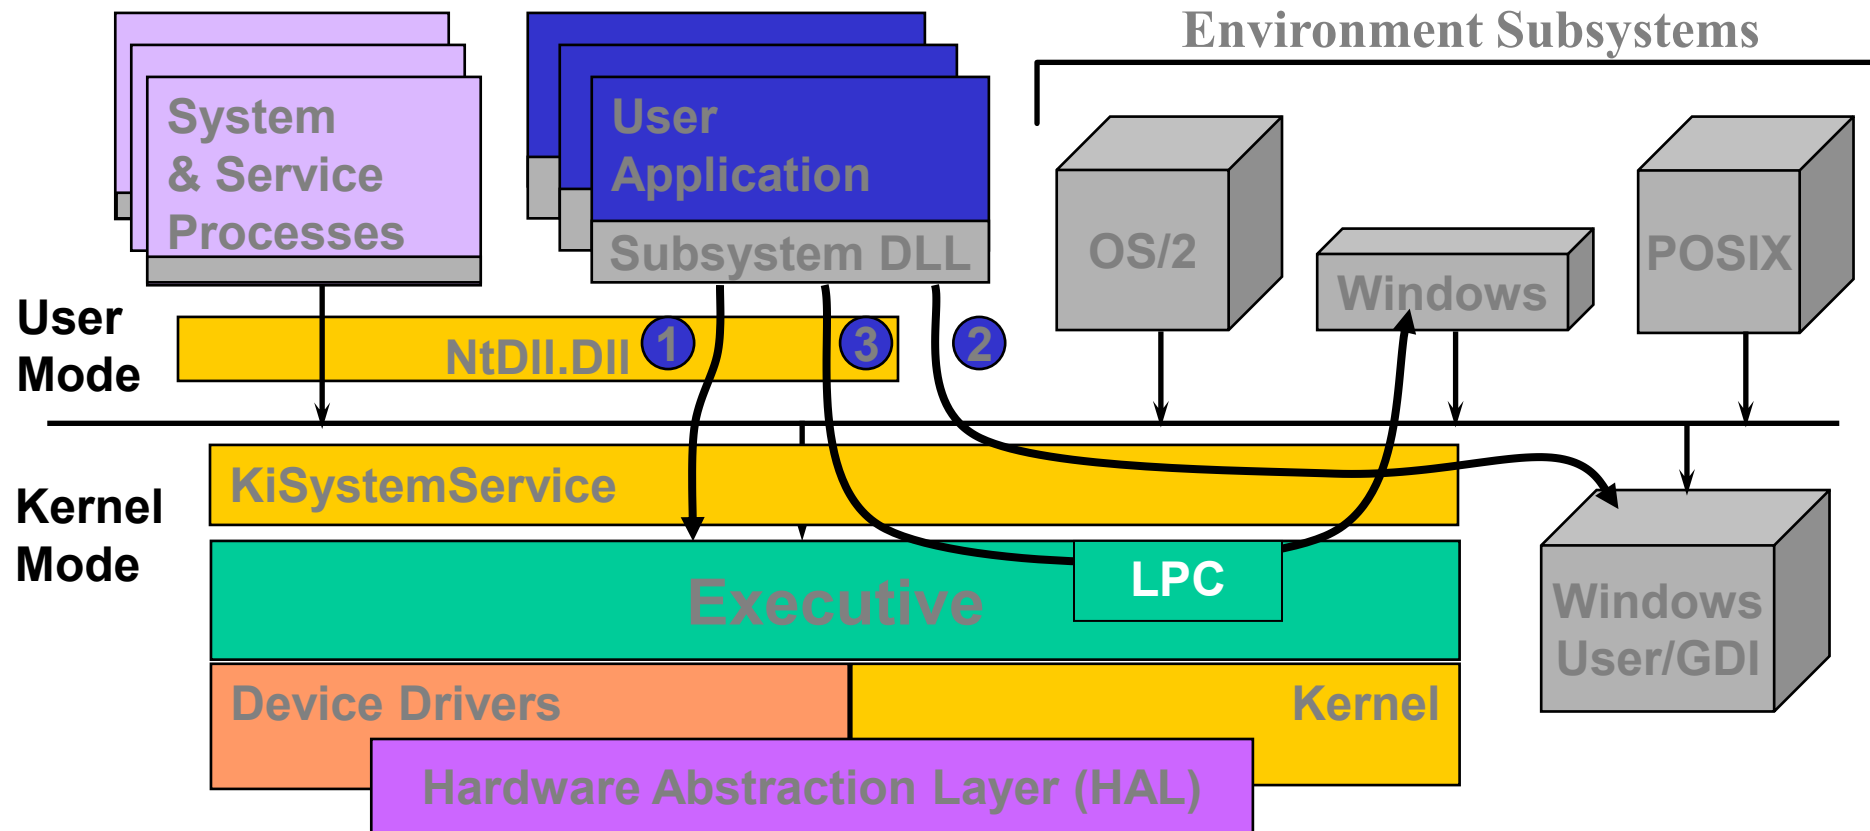 Environment Subsystems
System
& Service
Processes
User
Application
Subsystem DLL
OS/2
Windows
POSIX
User
Mode
NtDll.Dll
1
3
2
Kernel
Mode
KiSystemService
Executive
LPC
Windows
User/GDI
Device Drivers
Kernel
Hardware Abstraction Layer (HAL)